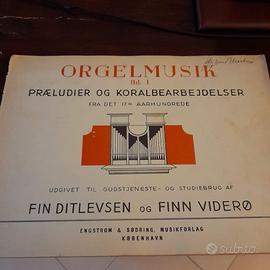 ORGELMUSIK
Bd. I
PRÆLUDIER OG KORALBEARBEJDELSER
FRA DET 17DE AARHUNDREDE
UDGIVET TIL GUDSTJENESTE- OG STUDIEBRUG AF
FIN DITLEVSEN OG FINN VIDERØ
ENGSTRØM & SØDRING, MUSIKFORLAG
KØBENHAVN
subito